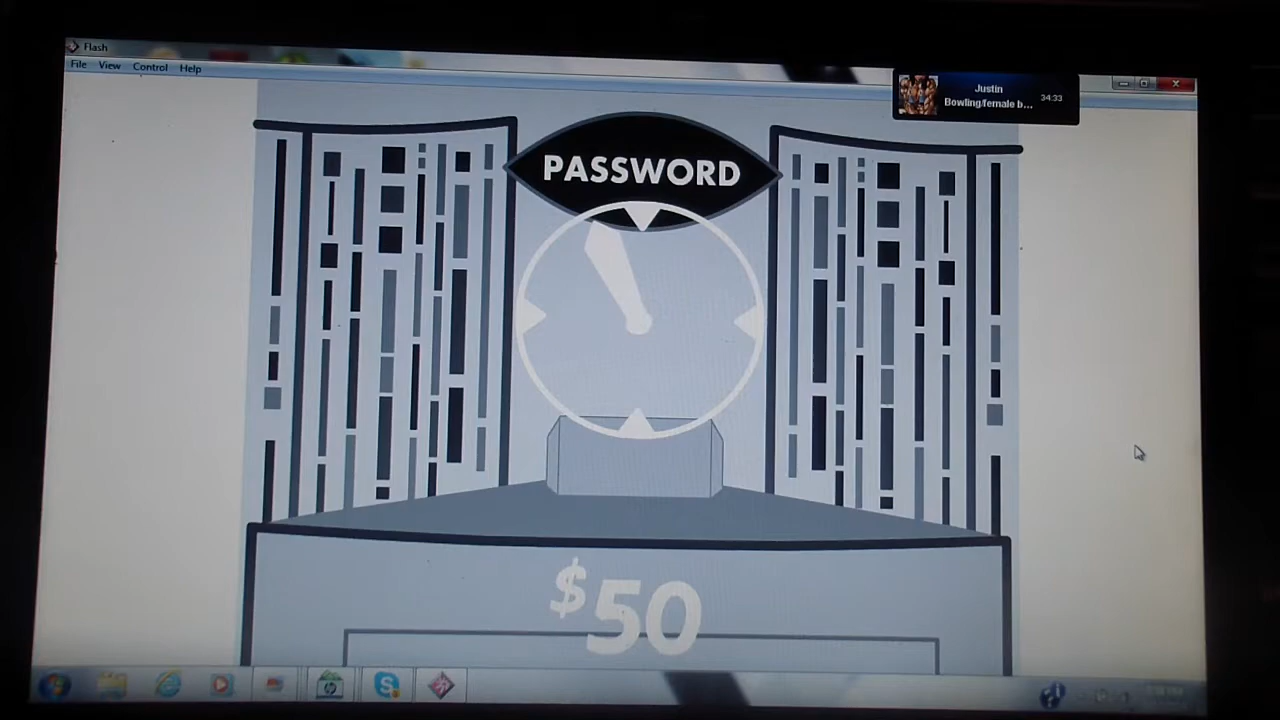 Flash
File View Control Help
Justin
Bowling/female b...
34:33
PASSWORD
$50